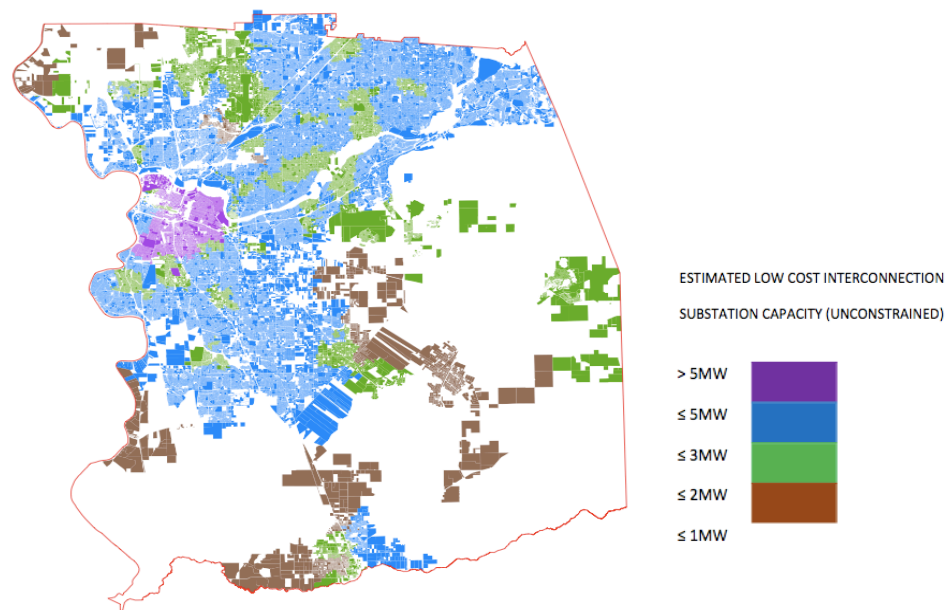 ESTIMATED LOW COST INTERCONNECTION
SUBSTATION CAPACITY (UNCONSTRAINED)
> 5MW
≤ 5MW
≤ 3MW
≤ 2MW
≤ 1MW